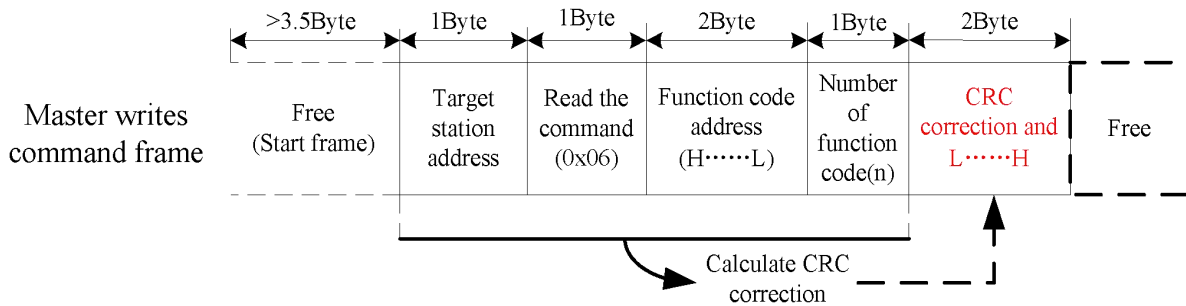 >3.5Byte 1Byte 1Byte 2Byte 1Byte 2Byte
Master writes
command frame
Free
(Start frame)
Target
station
address
Read the
command
(0x06)
Function code
address
(H⋯⋯L)
Number
of
function
code(n)
CRC
correction and
L⋯⋯H
Free
Calculate CRC
correction